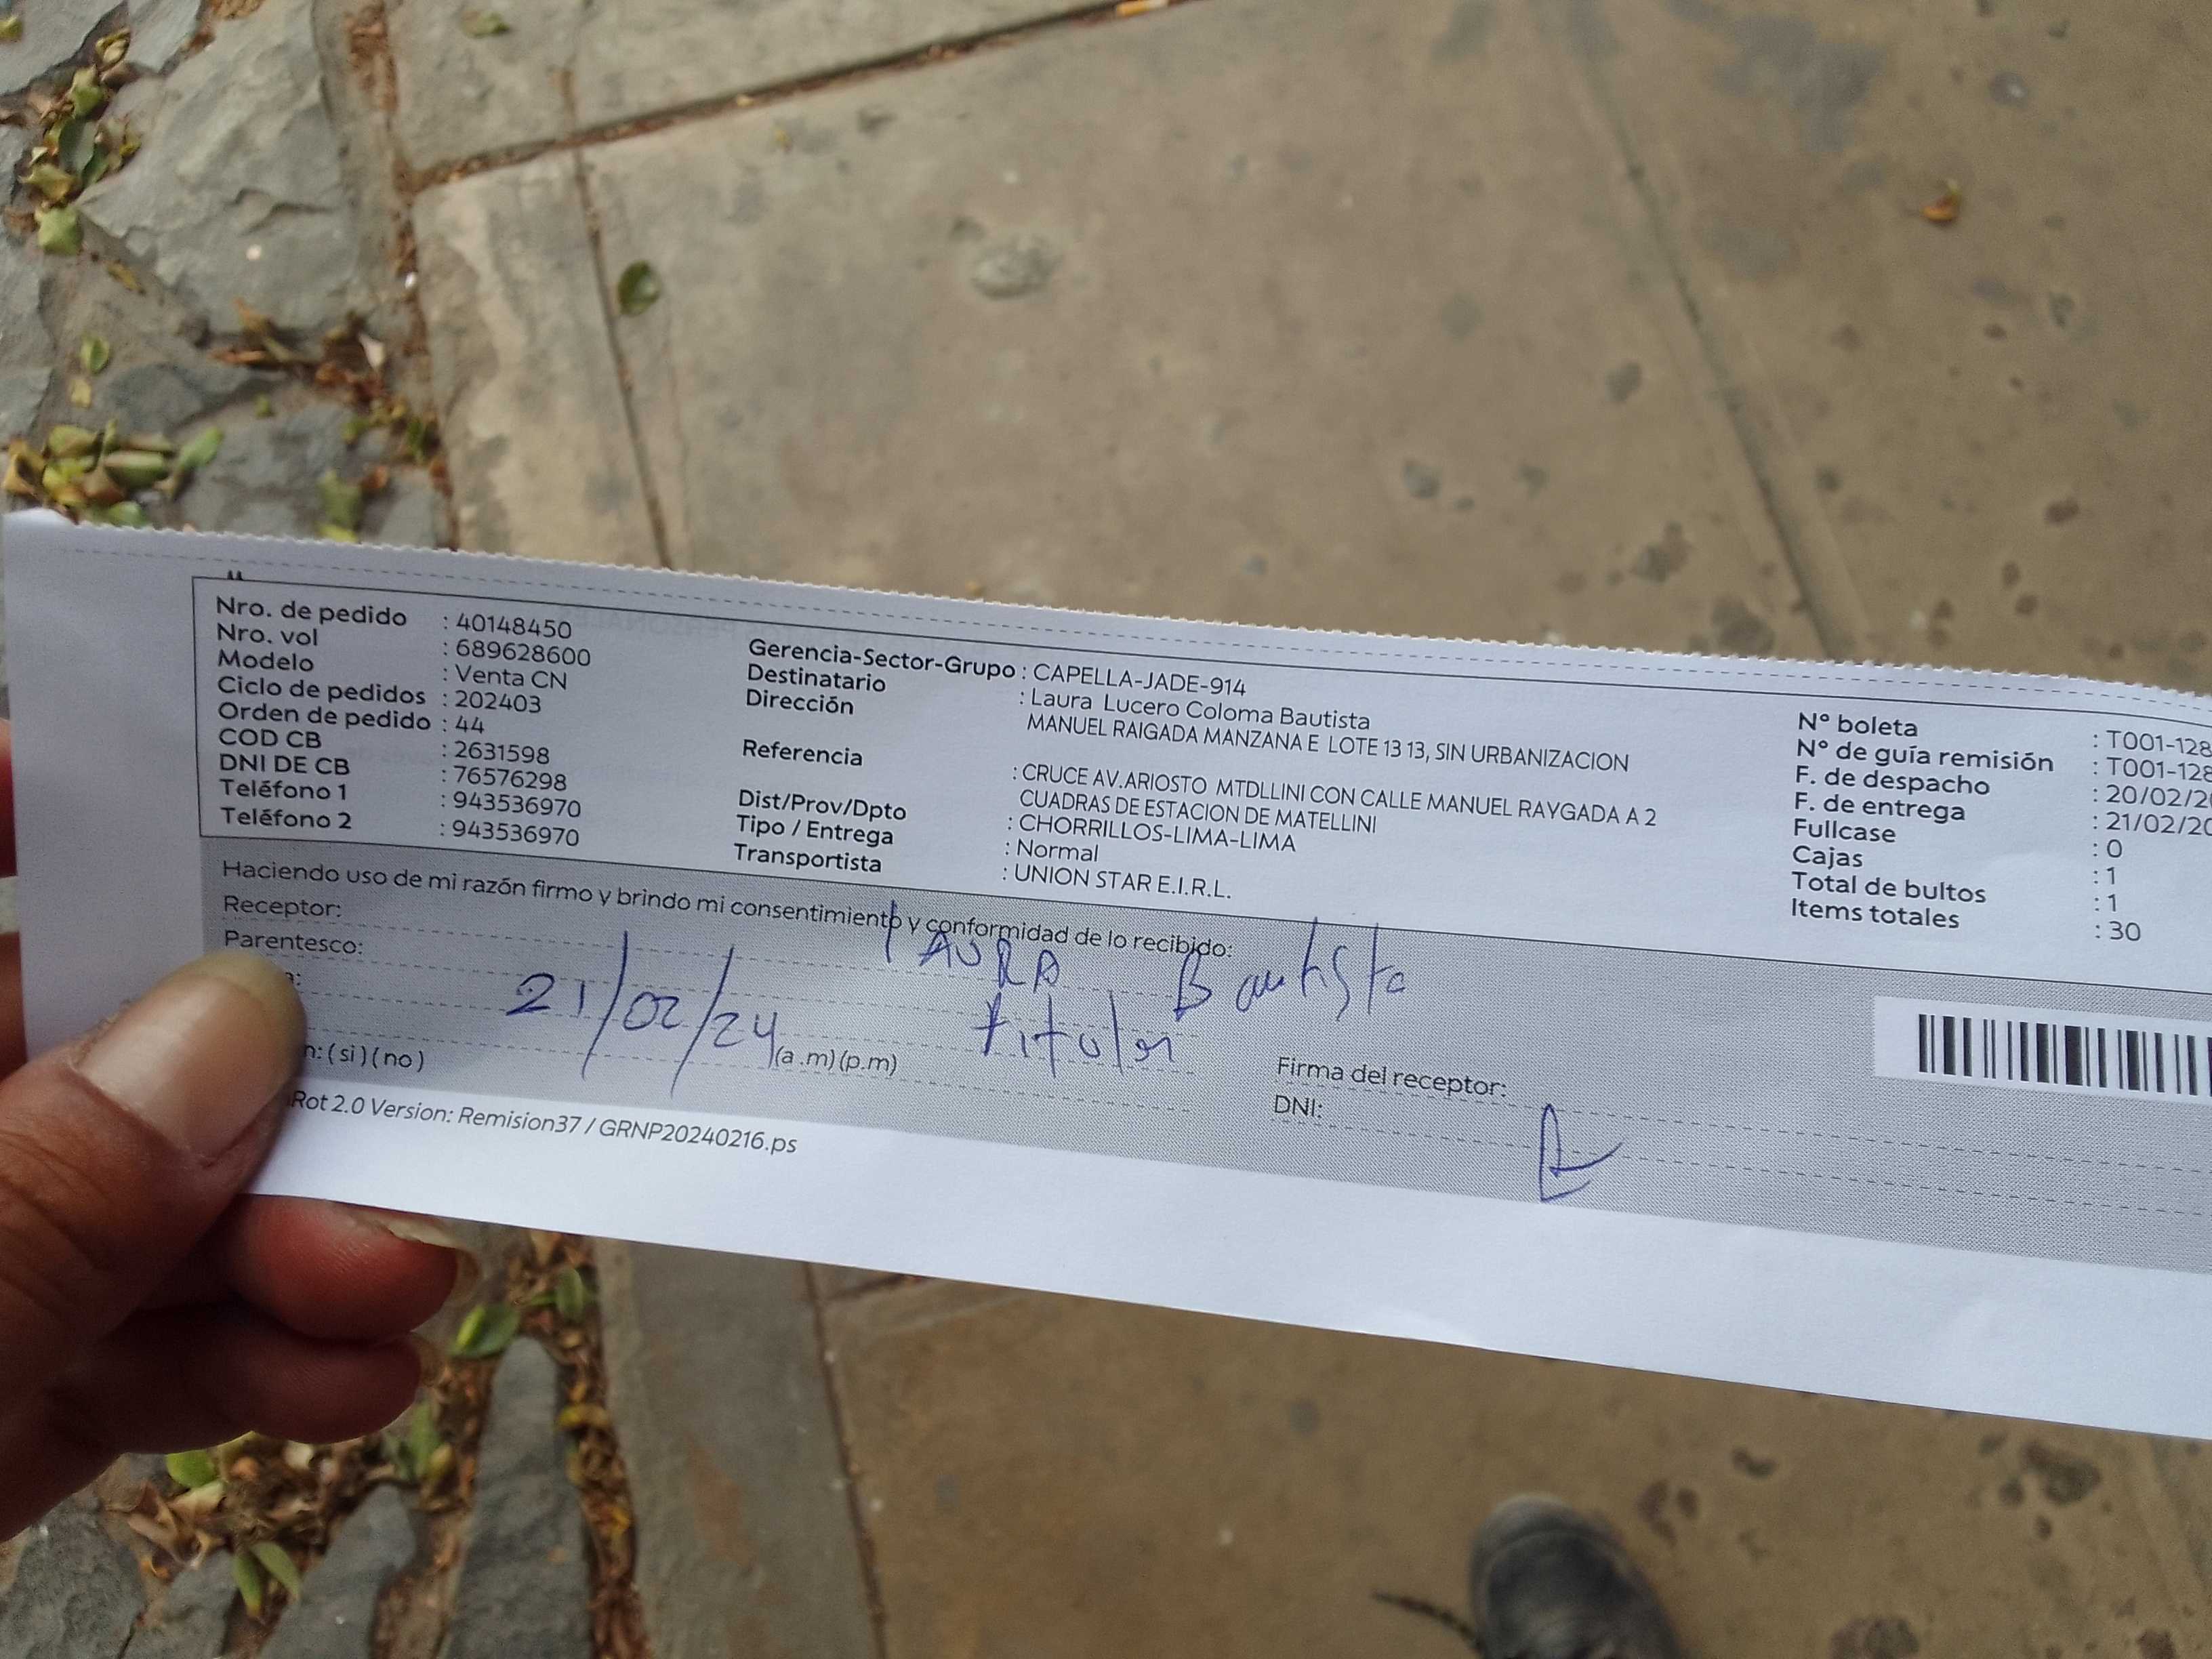 Nro. de pedido : 40148450
Nro. vol : 689628600
Modelo : Venta CN
Ciclo de pedidos : 202403
Orden de pedido : 44
COD CB : 2631598
DNI DE CB : 76576298
Teléfono 1 : 943536970
Teléfono 2 : 943536970
Gerencia-Sector-Grupo : CAPELLA-JADE-914
Destinatario : Laura Lucero Coloma Bautista
Dirección MANUEL RAIGADA MANZANA E LOTE 13 13, SIN URBANIZACION
Referencia : CRUCE AV.ARIOSTO MTDLLINI CON CALLE MANUEL RAYGADA A 2
CUADRAS DE ESTACION DE MATELLINI
Dist/Prov/Dpto : CHORRILLOS-LIMA-LIMA
Tipo / Entrega : Normal
Transportista : UNION STAR E.I.R.L.
N° boleta : T001-128
N° de guía remisión : T001-128
F. de despacho : 20/02/20
F. de entrega : 21/02/20
Fullcase : 0
Cajas : 1
Total de bultos : 1
Items totales : 30
Haciendo uso de mi razón firmo y brindo mi consentimiento y conformidad de lo recibido:
Receptor: LAURA Bautista
Parentesco: titular
21/02/24 (a.m) (p.m)
n: ( si ) ( no )
Firma del receptor:
DNI:
Rot 2.0 Version: Remision37 / GRNP20240216.ps